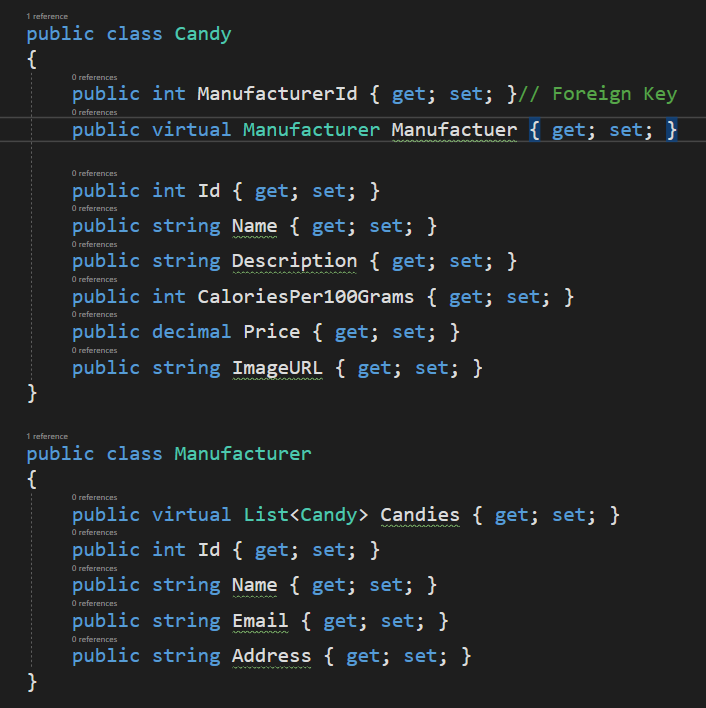 1 reference
public class Candy
{
0 references
public int ManufacturerId { get; set; }// Foreign Key
0 references
public virtual Manufacturer Manufactuer { get; set; }
0 references
public int Id { get; set; }
0 references
public string Name { get; set; }
0 references
public string Description { get; set; }
0 references
public int CaloriesPer100Grams { get; set; }
0 references
public decimal Price { get; set; }
0 references
public string ImageURL { get; set; }
}
1 reference
public class Manufacturer
{
0 references
public virtual List<Candy> Candies { get; set; }
0 references
public int Id { get; set; }
0 references
public string Name { get; set; }
0 references
public string Email { get; set; }
0 references
public string Address { get; set; }
}